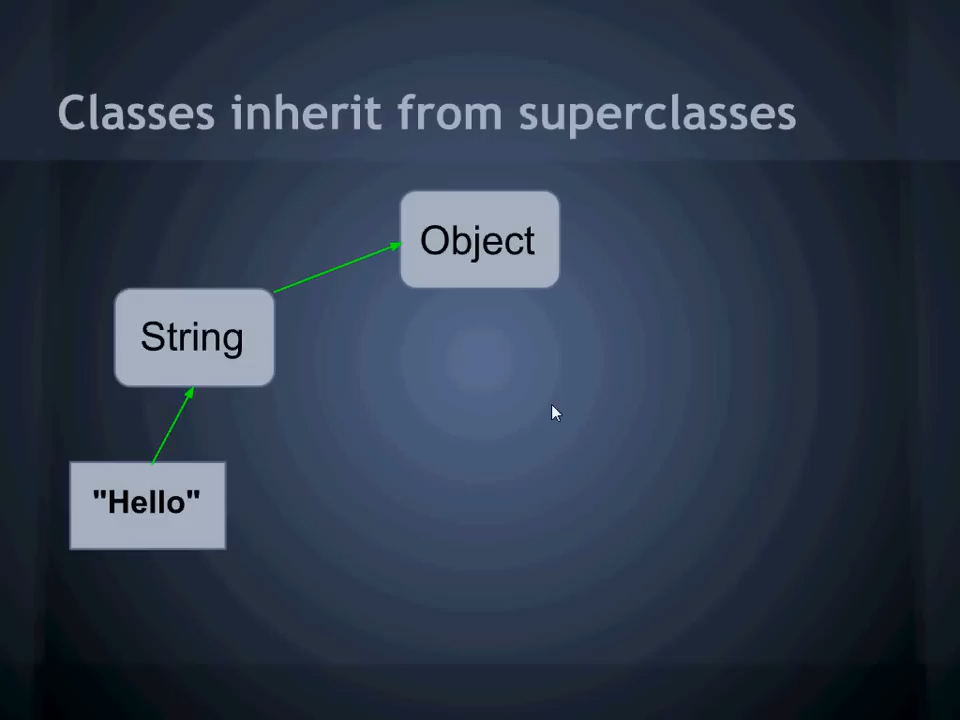 Classes inherit from superclasses
Object
String
"Hello"